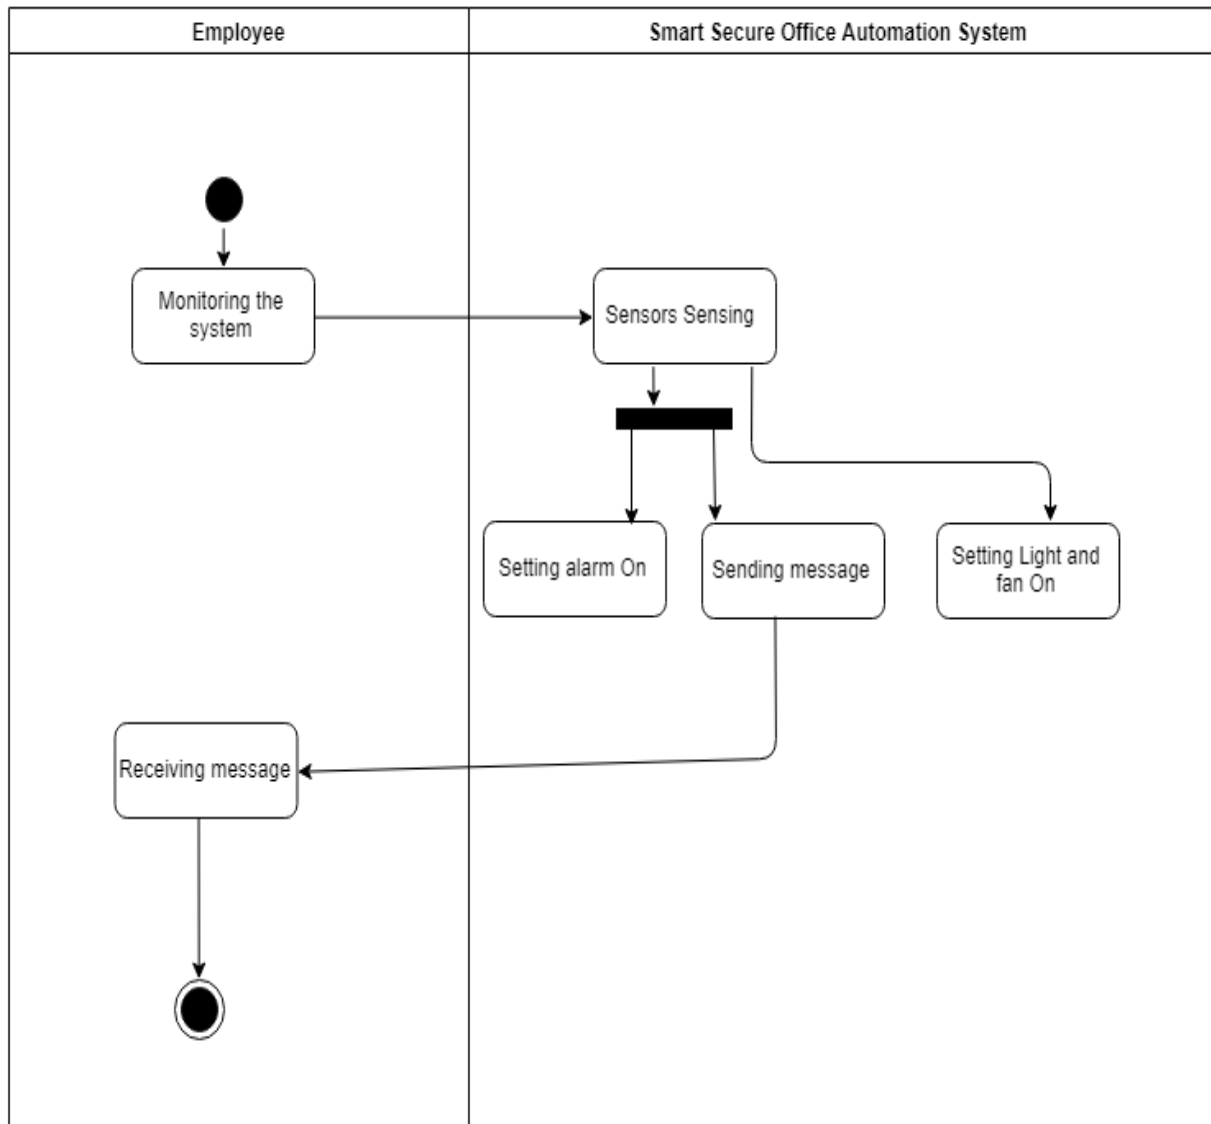 Employee
Smart Secure Office Automation System
Monitoring the
system
Sensors Sensing
Setting alarm On
Sending message
Setting Light and
fan On
Receiving message